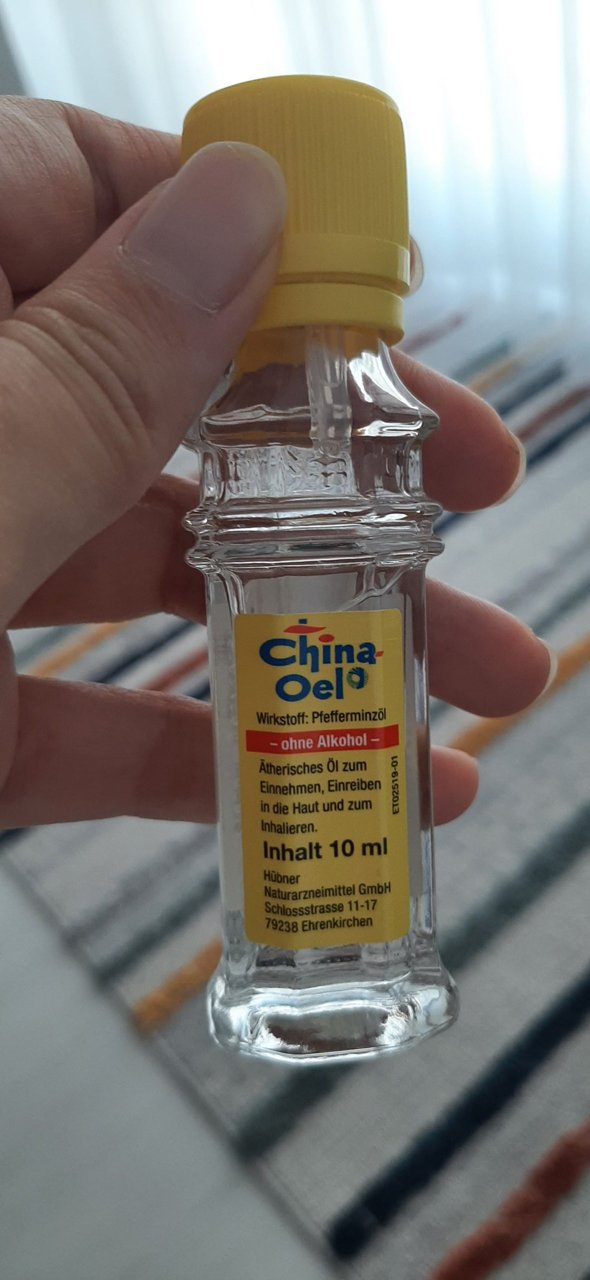 China
Oel
Wirkstoff: Pfefferminzöl
– ohne Alkohol –
Ätherisches Öl zum
Einnehmen, Einreiben
in die Haut und zum
Inhalieren.
Inhalt 10 ml
Hübner
Naturarzneimittel GmbH
Schlossstrasse 11-17
79238 Ehrenkirchen
ET02519-01